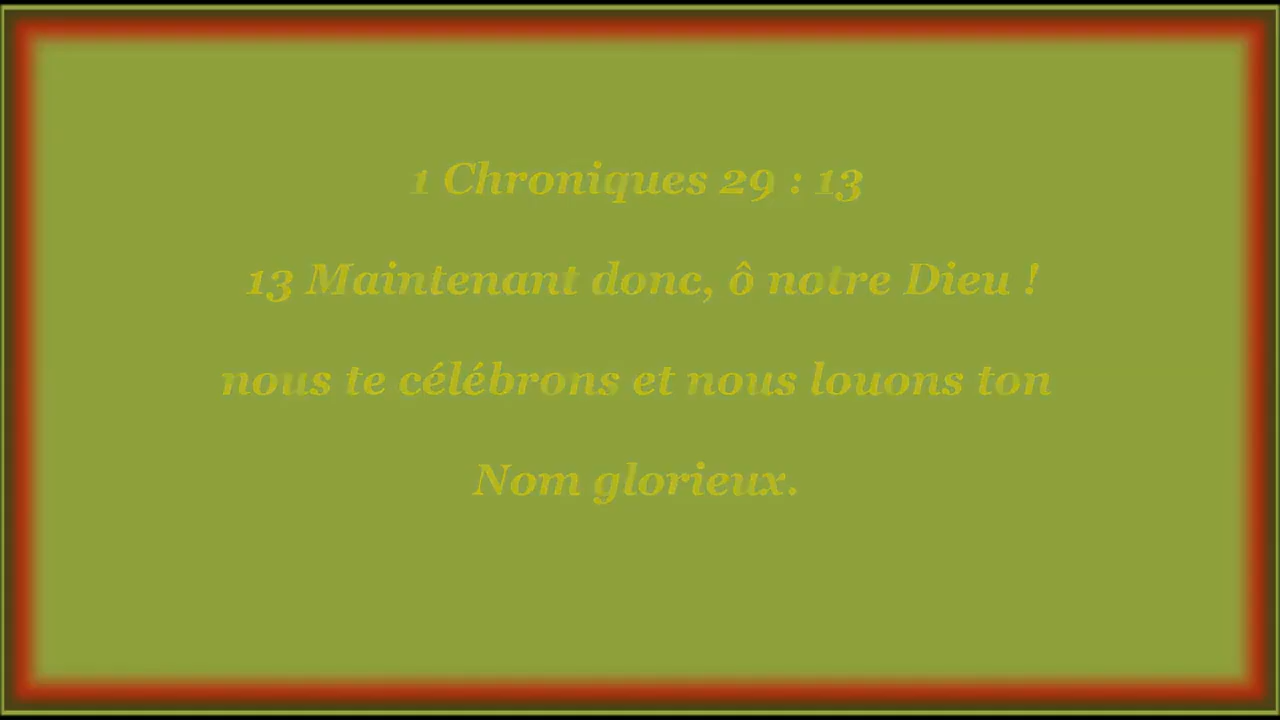 1 Chroniques 29 : 13
13 Maintenant donc, ô notre Dieu !
nous te célébrons et nous louons ton
Nom glorieux.